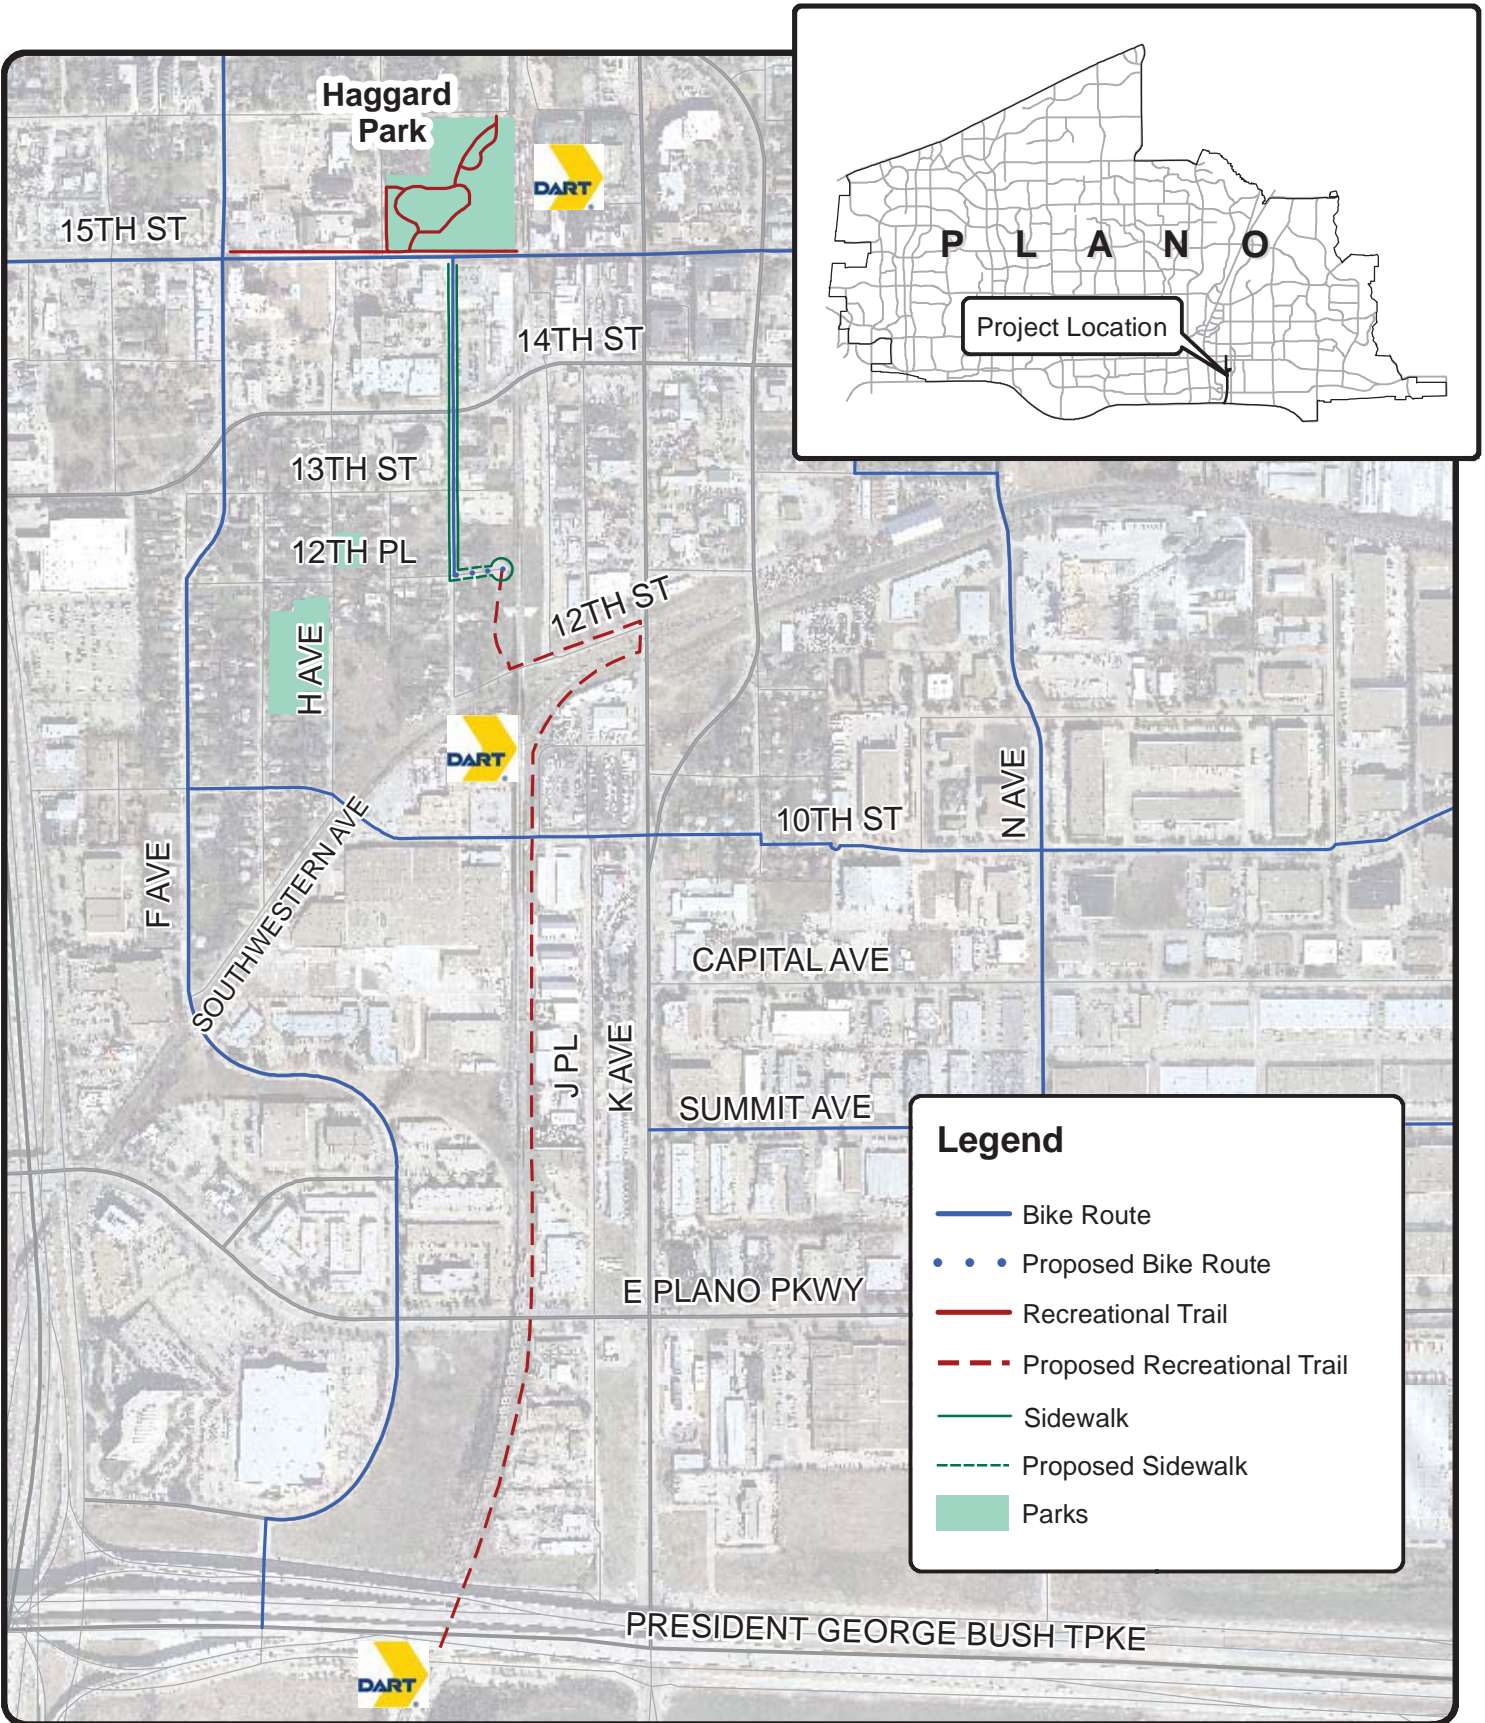 Haggard
Park
DART
15TH ST
14TH ST
PLANO
Project Location
13TH ST
12TH PL
12TH ST
H AVE
DART
SOUTHWESTERN AVE
10TH ST
N AVE
F AVE
CAPITAL AVE
J PL
K AVE
SUMMIT AVE
E PLANO PKWY
PRESIDENT GEORGE BUSH TPKE
DART
Legend
Bike Route
Proposed Bike Route
Recreational Trail
Proposed Recreational Trail
Sidewalk
Proposed Sidewalk
Parks